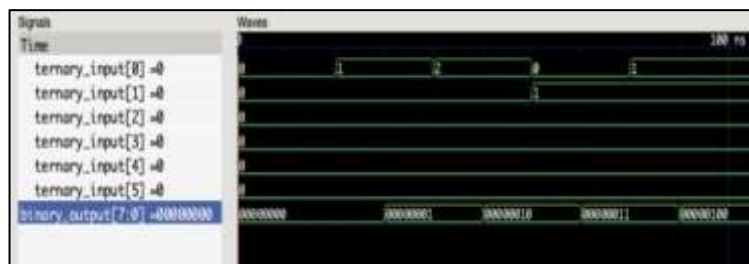 Signals Waves
Time 100 ns
ternary_input[0] =0 0 1 2 0 1
ternary_input[1] =0 0 1
ternary_input[2] =0 0
ternary_input[3] =0 0
ternary_input[4] =0 0
ternary_input[5] =0 0
binary_output[7:0] =00000000 00000000 00000001 00000010 00000011 00000100